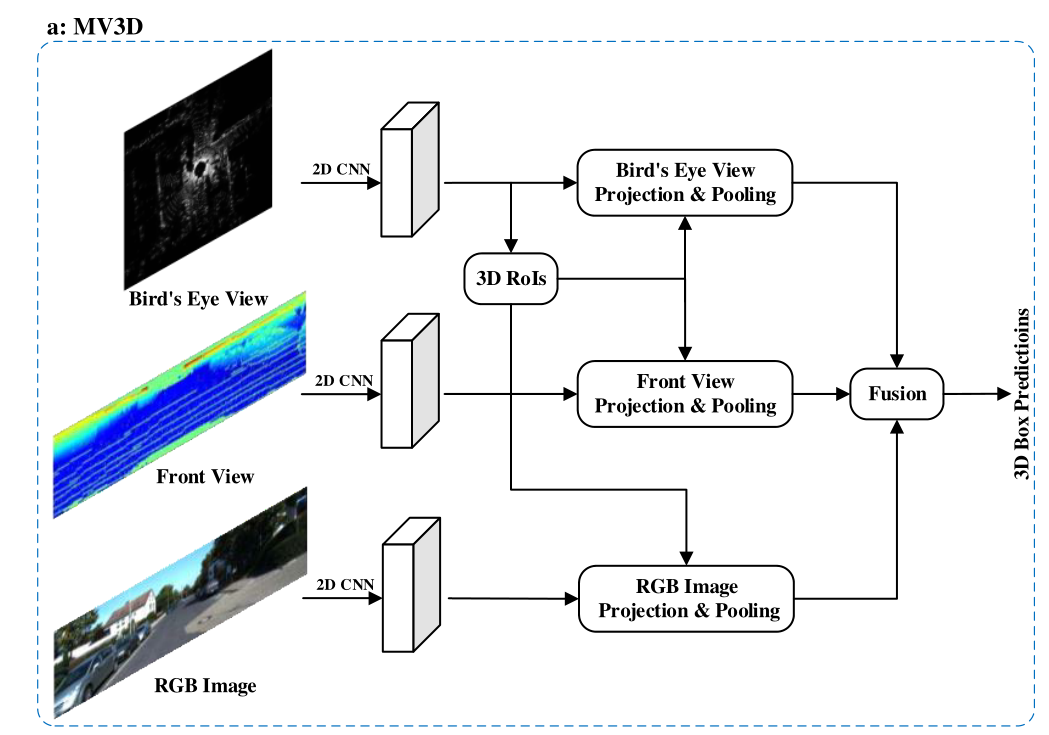 a: MV3D
2D CNN
Bird's Eye View
Projection & Pooling
3D RoIs
Bird's Eye View
2D CNN
Front View
Projection & Pooling
Fusion
3D Box Predictioins
Front View
2D CNN
RGB Image
Projection & Pooling
RGB Image